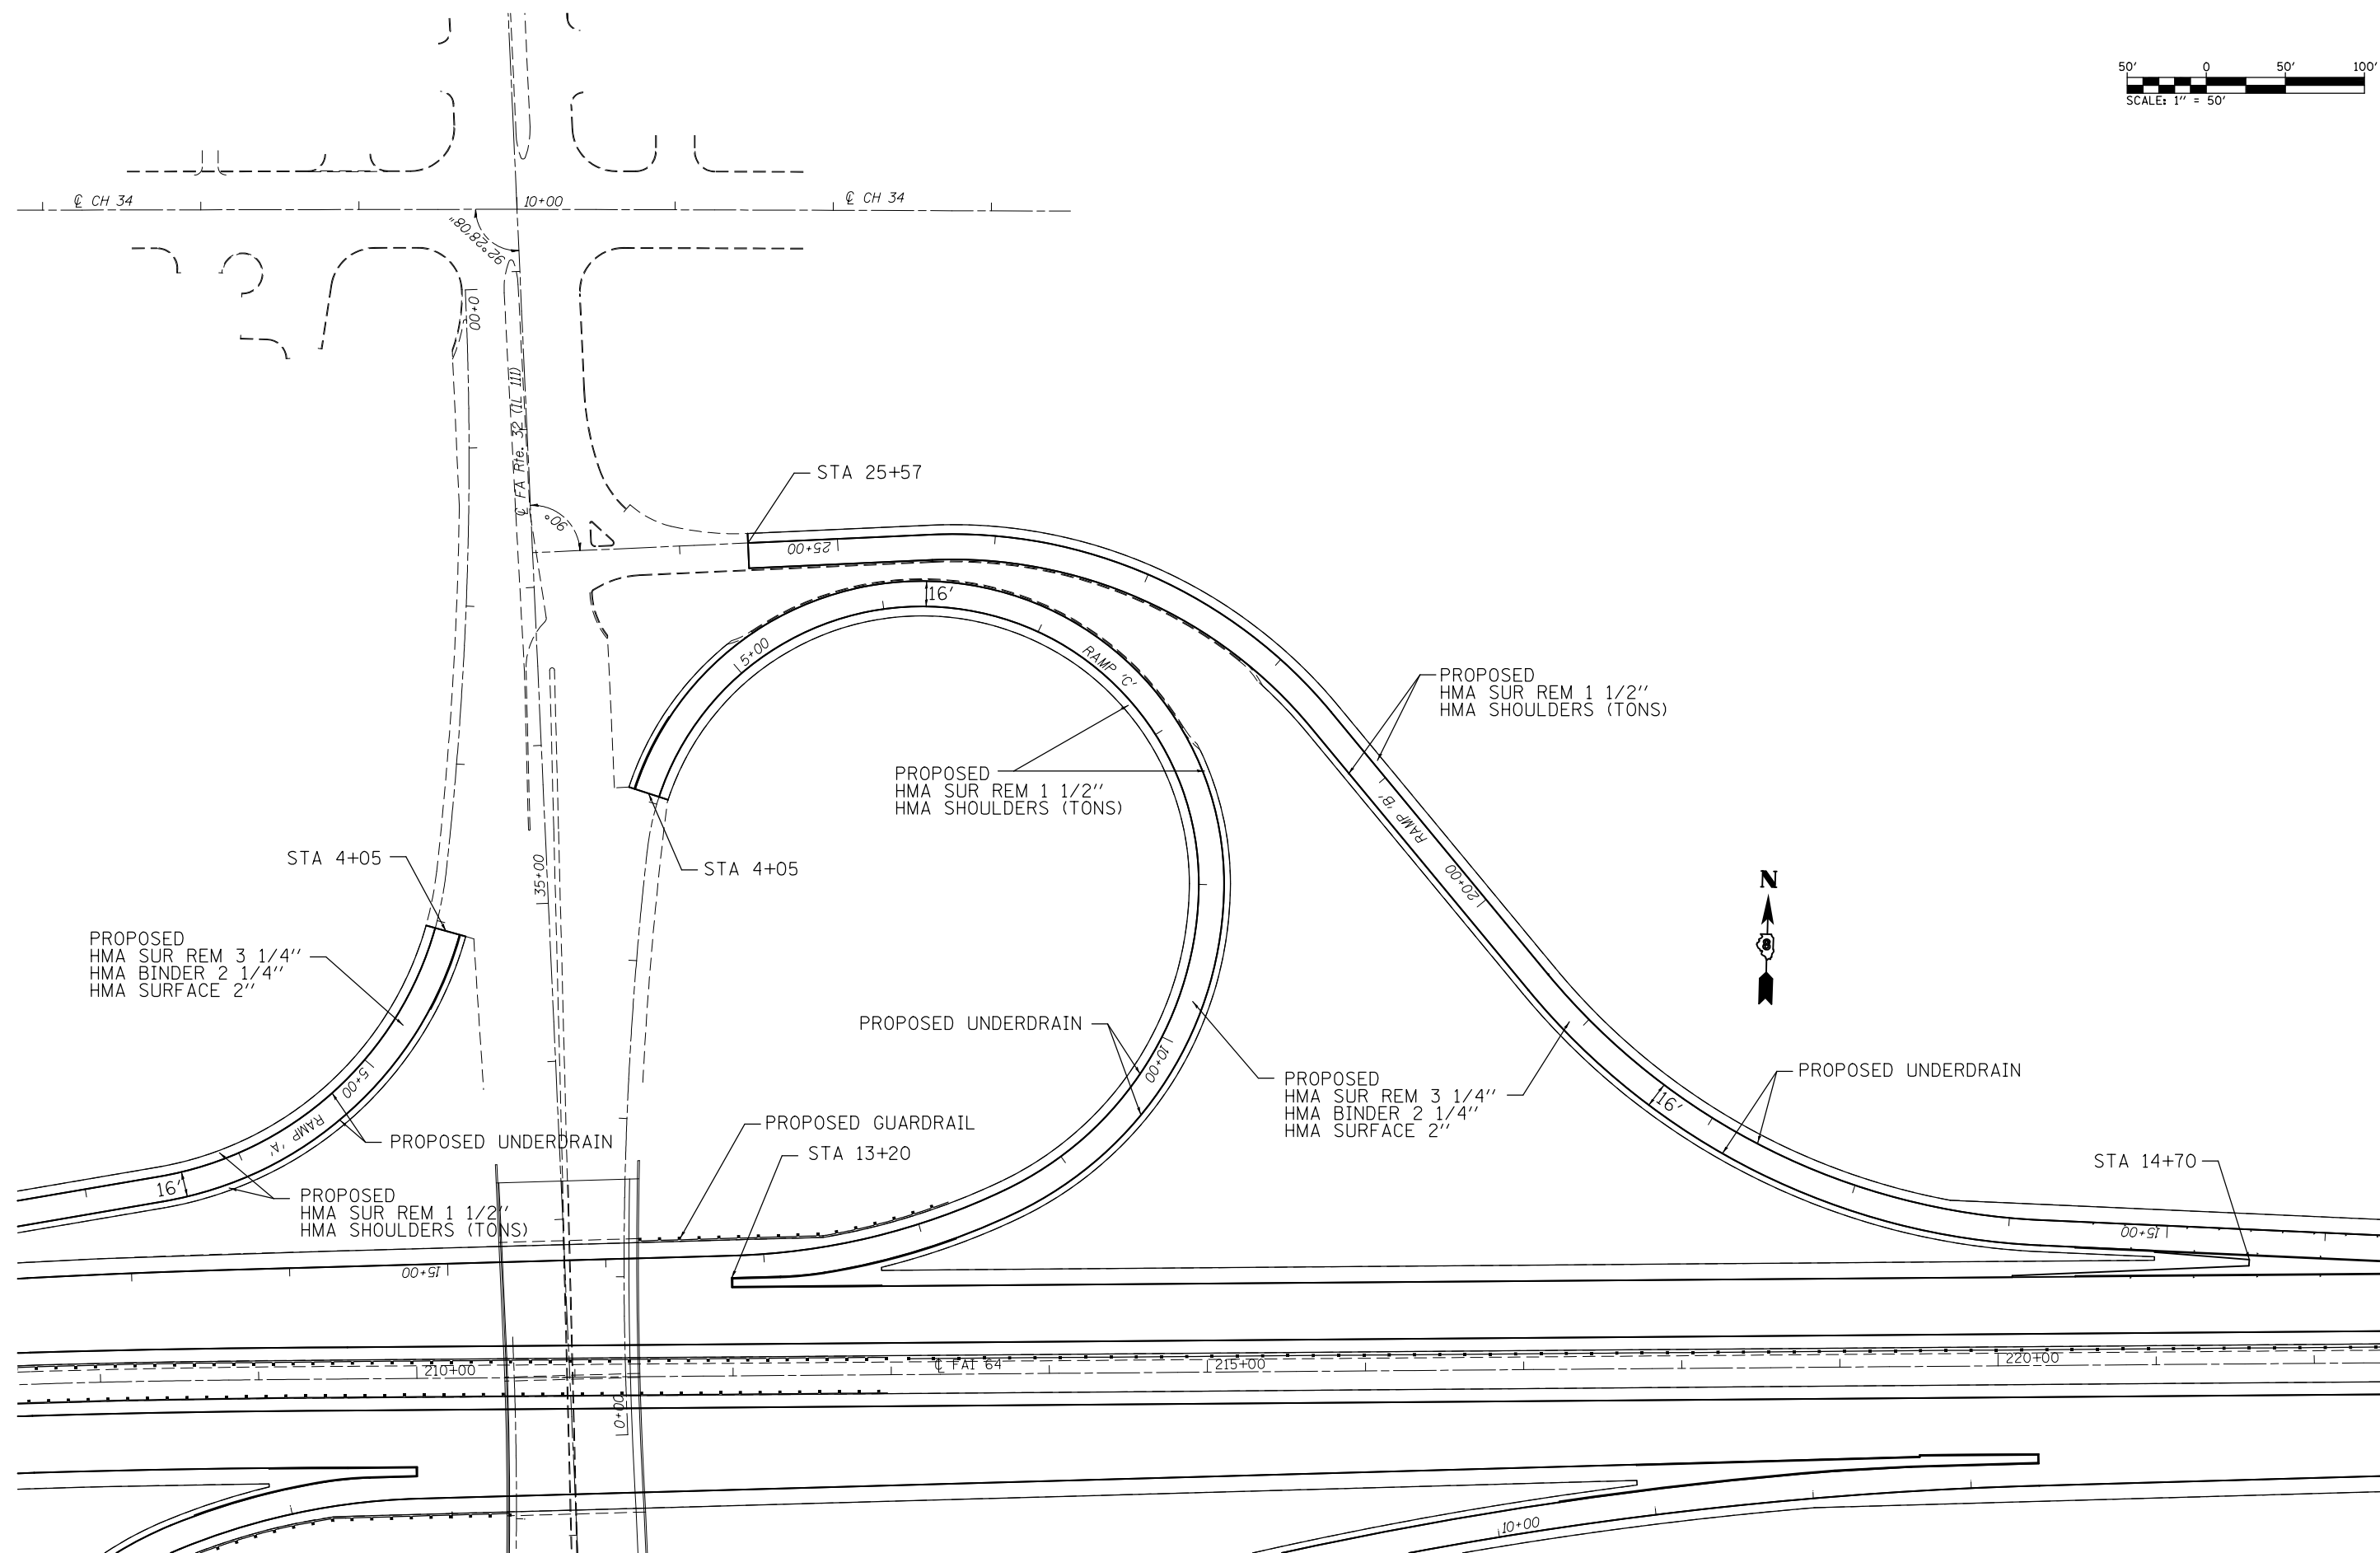 50' 0 50' 100'
SCALE: 1" = 50'
℄ CH 34
10+00
℄ CH 34
92°28'08"
0+00
℄ FA Rte. 32 (IL 111)
STA 25+57
90°
25+00
16'
5+00
RAMP 'C'
PROPOSED
HMA SUR REM 1 1/2"
HMA SHOULDERS (TONS)
PROPOSED
HMA SUR REM 1 1/2"
HMA SHOULDERS (TONS)
RAMP 'B'
STA 4+05
35+00
STA 4+05
20+00
N
8
PROPOSED
HMA SUR REM 3 1/4"
HMA BINDER 2 1/4"
HMA SURFACE 2"
PROPOSED UNDERDRAIN
10+00
5+00
PROPOSED
HMA SUR REM 3 1/4"
HMA BINDER 2 1/4"
HMA SURFACE 2"
PROPOSED UNDERDRAIN
16'
PROPOSED GUARDRAIL
RAMP 'A'
PROPOSED UNDERDRAIN
STA 13+20
STA 14+70
16'
PROPOSED
HMA SUR REM 1 1/2"
HMA SHOULDERS (TONS)
15+00
15+00
210+00
℄ FAI 64
215+00
220+00
0+00
10+00